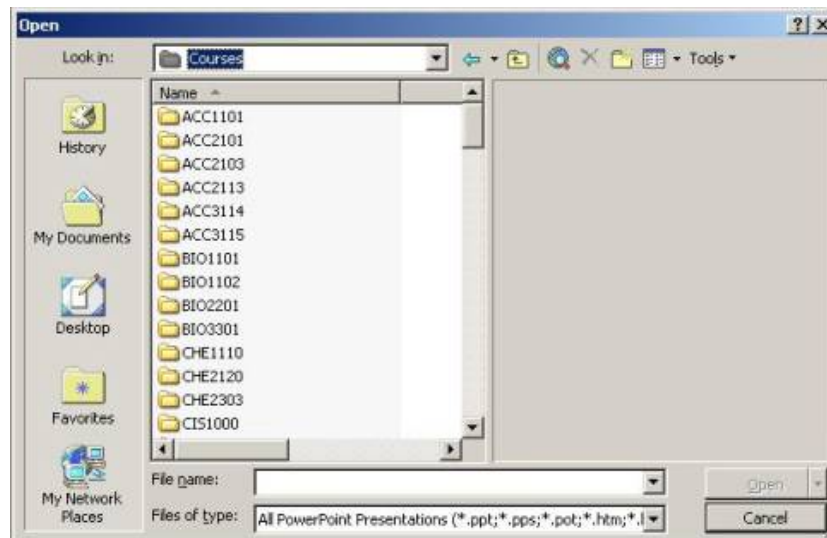 Open
Look in:
Courses
Tools
History
My Documents
Desktop
Favorites
My Network
Places
Name
ACC1101
ACC2101
ACC2103
ACC2113
ACC3114
ACC3115
BIO1101
BIO1102
BIO2201
BIO3301
CHE1110
CHE2120
CHE2303
CIS1000
File name:
Open
Files of type:
All PowerPoint Presentations (*.ppt;*.pps;*.pot;*.htm;*.
Cancel